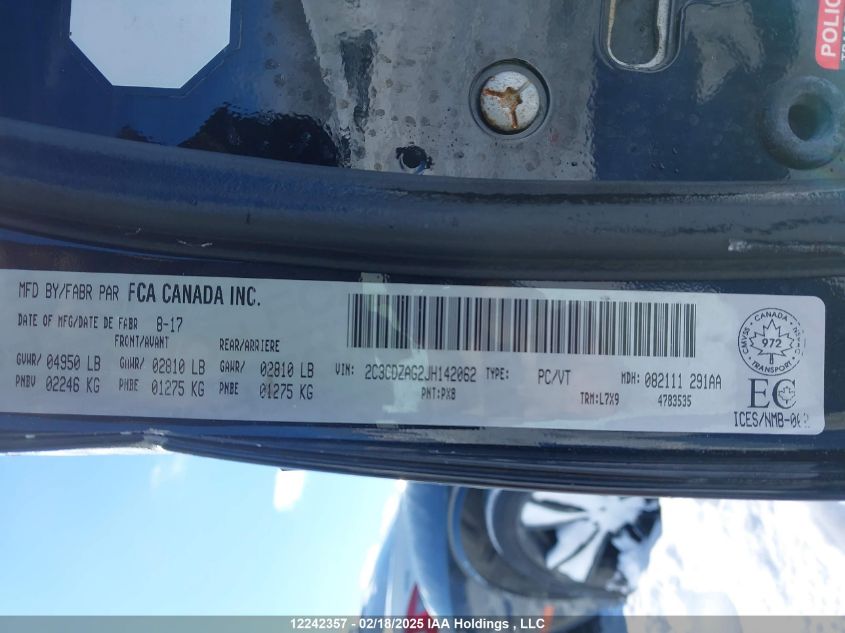 POLIC
MFD BY/FABR PAR FCA CANADA INC.
DATE OF MFG/DATE DE FABR 8-17
FRONT/AVANT REAR/ARRIERE
GVWR/ 04950 LB GAWR/ 02810 LB GAWR/ 02810 LB
PNBV 02246 KG PNBE 01275 KG PNBE 01275 KG
VIN: 2C3CDZAG2JH142062 TYPE: PC/VT MDH: 082111 291AA
PNT:PX8 TRM:L7X9 4783535
CANADA
CMVSS
972
TRANSPORT
EC
ICES/NMB-002
12242357 - 02/18/2025 IAA Holdings , LLC